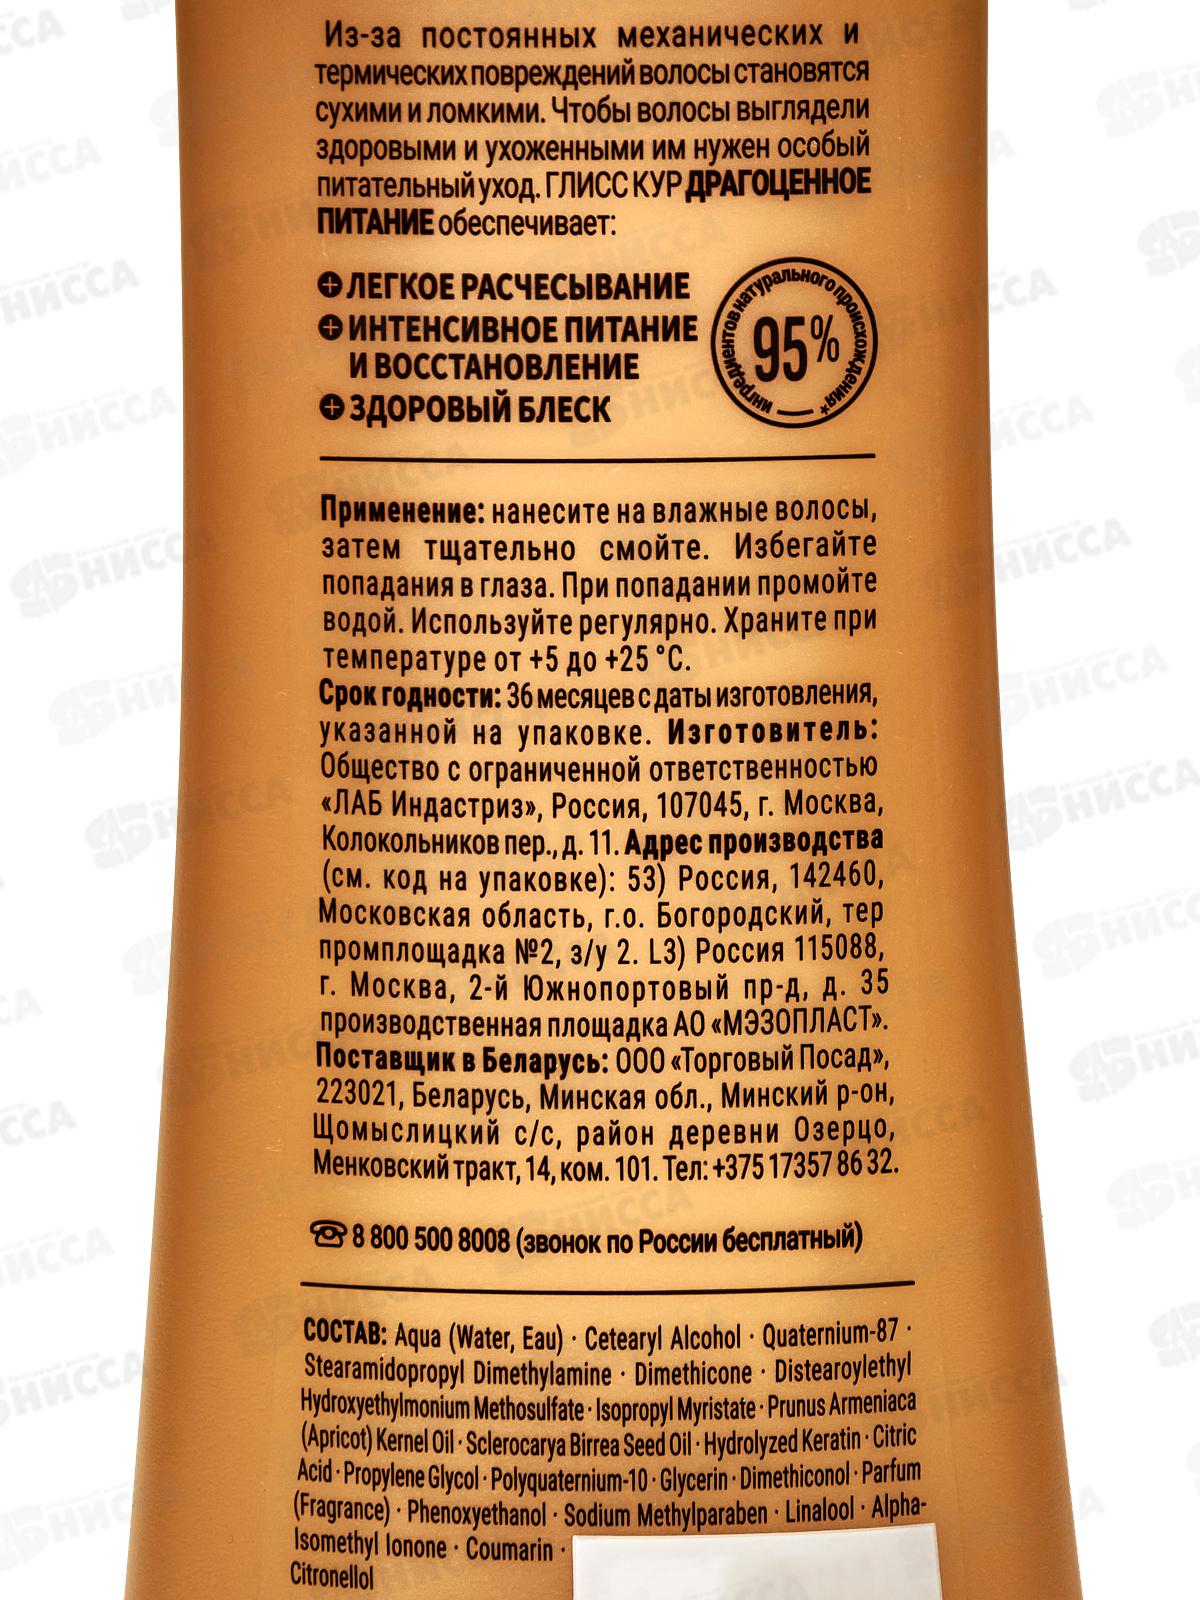 Из-за постоянных механических и
термических повреждений волосы становятся
сухими и ломкими. Чтобы волосы выглядели
здоровыми и ухоженными им нужен особый
питательный уход. ГЛИСС КУР ДРАГОЦЕННОЕ
ПИТАНИЕ обеспечивает:
ЛЕГКОЕ РАСЧЕСЫВАНИЕ
ИНТЕНСИВНОЕ ПИТАНИЕ
И ВОССТАНОВЛЕНИЕ
ЗДОРОВЫЙ БЛЕСК
95%
ингредиентов натурального происхождения*
Применение: нанесите на влажные волосы,
затем тщательно смойте. Избегайте
попадания в глаза. При попадании промойте
водой. Используйте регулярно. Храните при
температуре от +5 до +25 °C.
Срок годности: 36 месяцев с даты изготовления,
указанной на упаковке. Изготовитель:
Общество с ограниченной ответственностью
«ЛАБ Индастриз», Россия, 107045, г. Москва,
Колокольников пер., д. 11. Адрес производства
(см. код на упаковке): 53) Россия, 142460,
Московская область, г.о. Богородский, тер
промплощадка №2, з/у 2. L3) Россия 115088,
г. Москва, 2-й Южнопортовый пр-д, д. 35
производственная площадка АО «МЭЗОПЛАСТ».
Поставщик в Беларусь: ООО «Торговый Посад»,
223021, Беларусь, Минская обл., Минский р-он,
Щомыслицкий с/с, район деревни Озерцо,
Менковский тракт, 14, ком. 101. Тел: +375 17 357 86 32.
☎ 8 800 500 8008 (звонок по России бесплатный)
СОСТАВ: Aqua (Water, Eau) · Cetearyl Alcohol · Quaternium-87 ·
Stearamidopropyl Dimethylamine · Dimethicone · Distearoylethyl
Hydroxyethylmonium Methosulfate · Isopropyl Myristate · Prunus Armeniaca
(Apricot) Kernel Oil · Sclerocarya Birrea Seed Oil · Hydrolyzed Keratin · Citric
Acid · Propylene Glycol · Polyquaternium-10 · Glycerin · Dimethiconol · Parfum
(Fragrance) · Phenoxyethanol · Sodium Methylparaben · Linalool · Alpha-
Isomethyl Ionone · Coumarin ·
Citronellol
НИССА